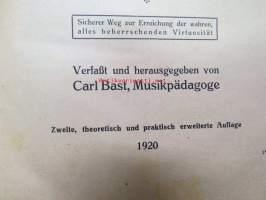 Sicherer Weg zur Erreichung der wahren,
alles beherrschenden Virtuosität
Verfaßt und herausgegeben von
Carl Bast, Musikpädagoge
Zweite, theoretisch und praktisch erweiterte Auflage
1920